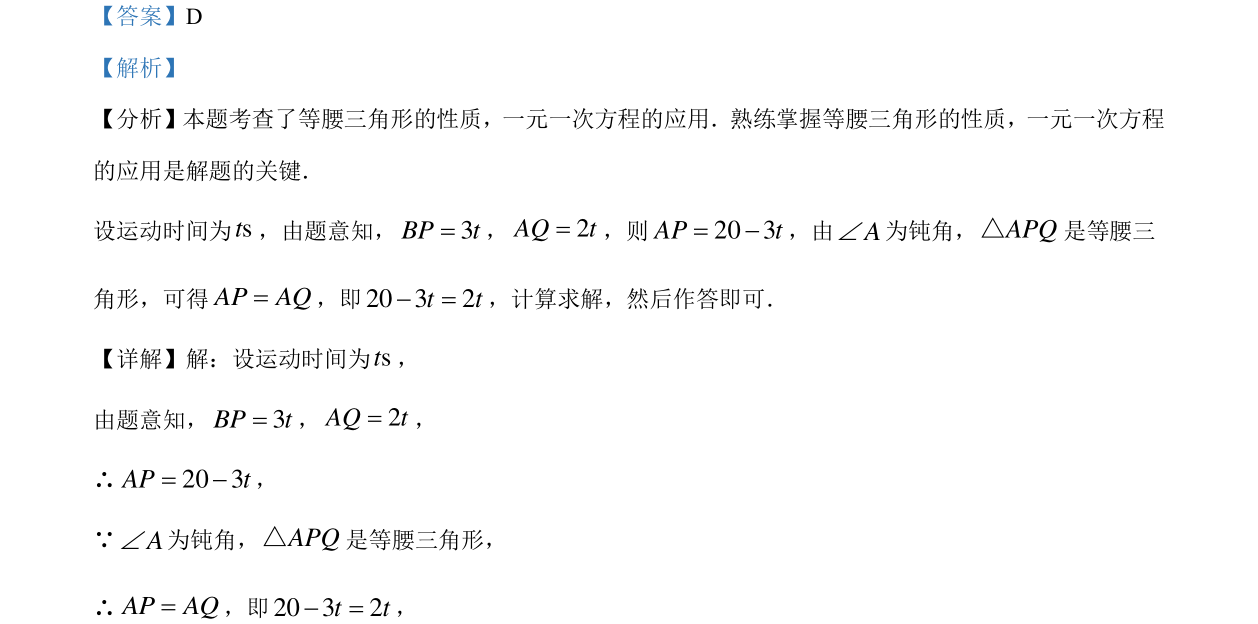 【答案】D
【解析】
【分析】本题考查了等腰三角形的性质，一元一次方程的应用．熟练掌握等腰三角形的性质，一元一次方程
的应用是解题的关键．
设运动时间为ts，由题意知，BP＝3t，AQ＝2t，则AP＝20－3t，由∠A为钝角，△APQ是等腰三
角形，可得AP＝AQ，即20－3t＝2t，计算求解，然后作答即可．
【详解】解：设运动时间为ts，
由题意知，BP＝3t，AQ＝2t，
∴AP＝20－3t，
∵∠A为钝角，△APQ是等腰三角形，
∴AP＝AQ，即20－3t＝2t，